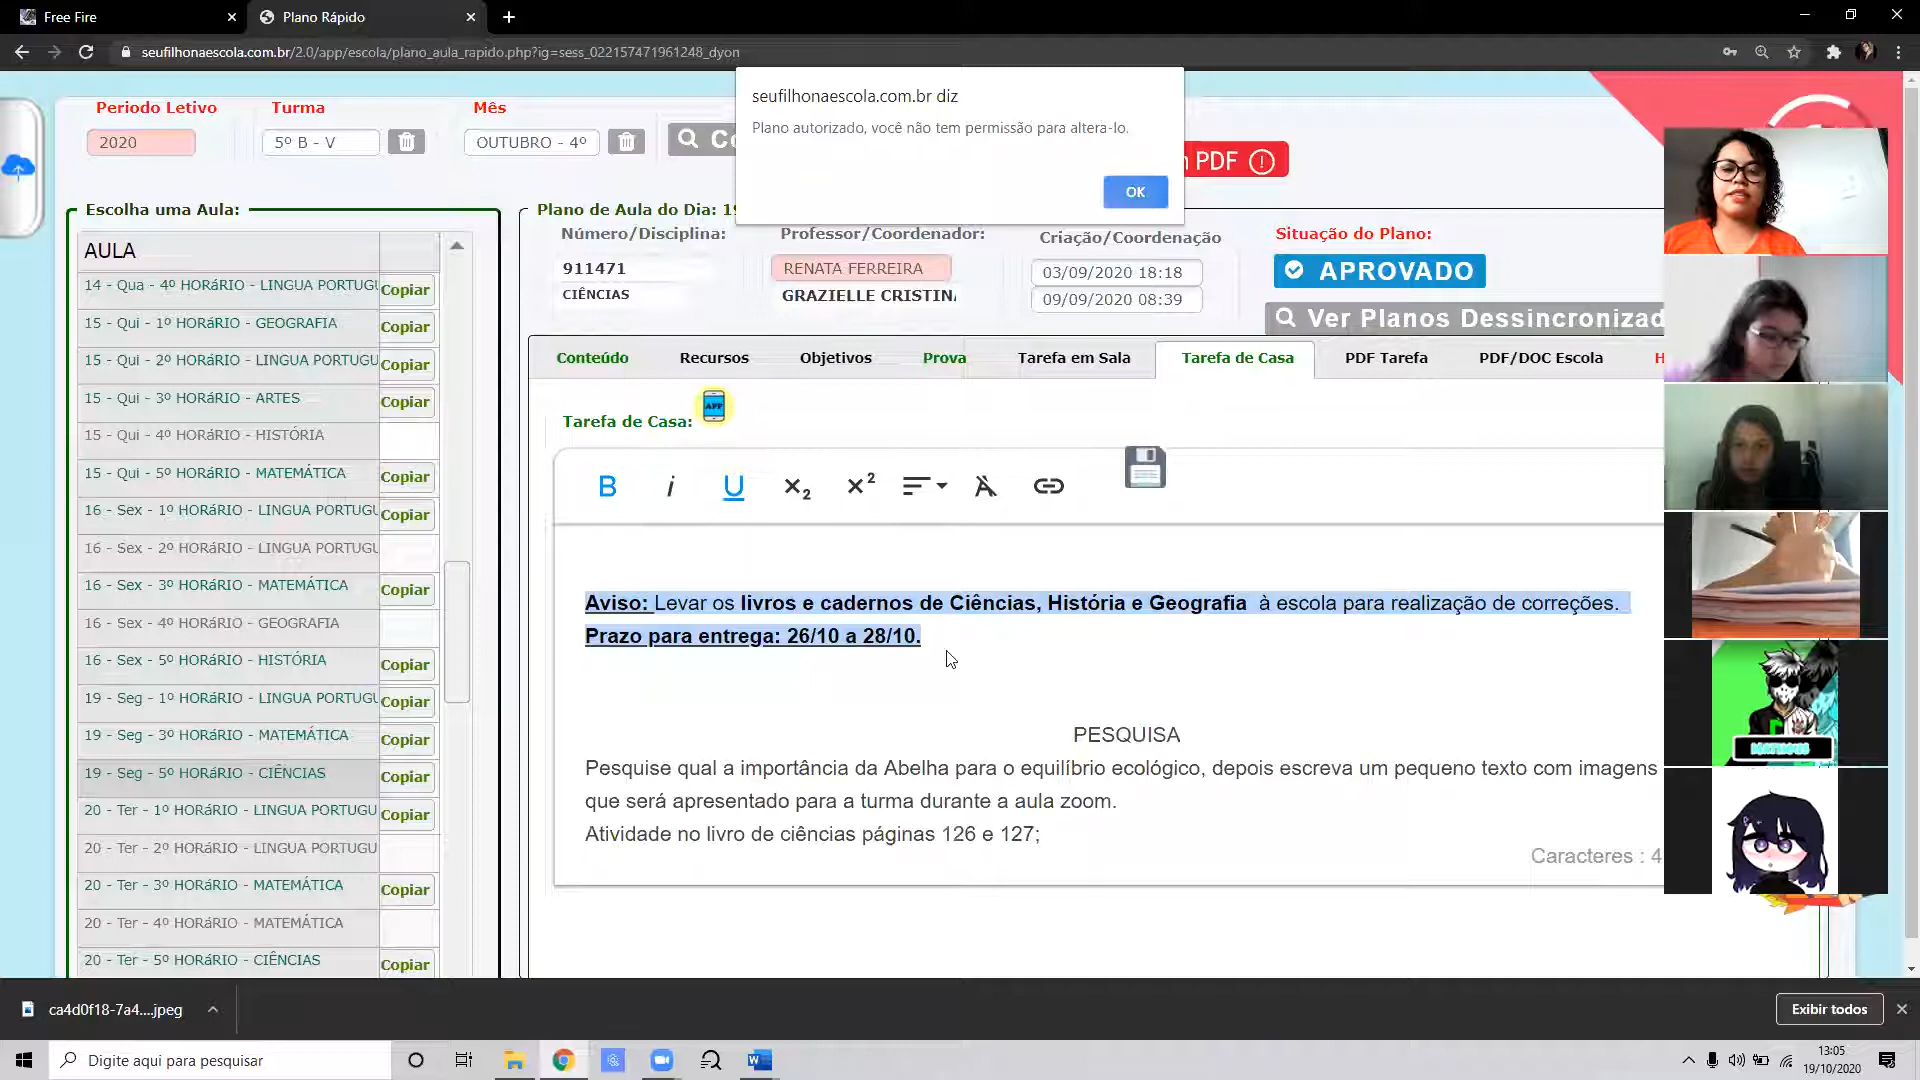 Free Fire
Plano Rápido
seufilhonaescola.com.br/2.0/app/escola/plano_aula_rapido.php?ig=sess_022157471961248_dyon
seufilhonaescola.com.br diz
Plano autorizado, você não tem permissão para altera-lo.
OK
Periodo Letivo
Turma
Mês
2020
5º B - V
OUTUBRO - 4º
Co
PDF
Escolha uma Aula:
AULA
14 - Qua - 4º HORáRIO - LINGUA PORTUGU Copiar
15 - Qui - 1º HORáRIO - GEOGRAFIA Copiar
15 - Qui - 2º HORáRIO - LINGUA PORTUGU Copiar
15 - Qui - 3º HORáRIO - ARTES Copiar
15 - Qui - 4º HORáRIO - HISTÓRIA
15 - Qui - 5º HORáRIO - MATEMÁTICA Copiar
16 - Sex - 1º HORáRIO - LINGUA PORTUGU Copiar
16 - Sex - 2º HORáRIO - LINGUA PORTUGU
16 - Sex - 3º HORáRIO - MATEMÁTICA Copiar
16 - Sex - 4º HORáRIO - GEOGRAFIA
16 - Sex - 5º HORáRIO - HISTÓRIA Copiar
19 - Seg - 1º HORáRIO - LINGUA PORTUGU Copiar
19 - Seg - 3º HORáRIO - MATEMÁTICA Copiar
19 - Seg - 5º HORáRIO - CIÊNCIAS Copiar
20 - Ter - 1º HORáRIO - LINGUA PORTUGU Copiar
20 - Ter - 2º HORáRIO - LINGUA PORTUGU
20 - Ter - 3º HORáRIO - MATEMÁTICA Copiar
20 - Ter - 4º HORáRIO - MATEMÁTICA
20 - Ter - 5º HORáRIO - CIÊNCIAS Copiar
Plano de Aula do Dia: 19
Número/Disciplina:
911471
CIÊNCIAS
Professor/Coordenador:
RENATA FERREIRA
GRAZIELLE CRISTIN
Criação/Coordenação
03/09/2020 18:18
09/09/2020 08:39
Situação do Plano:
APROVADO
Ver Planos Dessincronizad
Conteúdo Recursos Objetivos Prova Tarefa em Sala Tarefa de Casa PDF Tarefa PDF/DOC Escola H
Tarefa de Casa:
APP
B i U X2 X2
Aviso: Levar os livros e cadernos de Ciências, História e Geografia à escola para realização de correções.
Prazo para entrega: 26/10 a 28/10.
PESQUISA
Pesquise qual a importância da Abelha para o equilíbrio ecológico, depois escreva um pequeno texto com imagens
que será apresentado para a turma durante a aula zoom.
Atividade no livro de ciências páginas 126 e 127;
Caracteres : 4
ca4d0f18-7a4....jpeg
Exibir todos
Digite aqui para pesquisar
13:05
19/10/2020